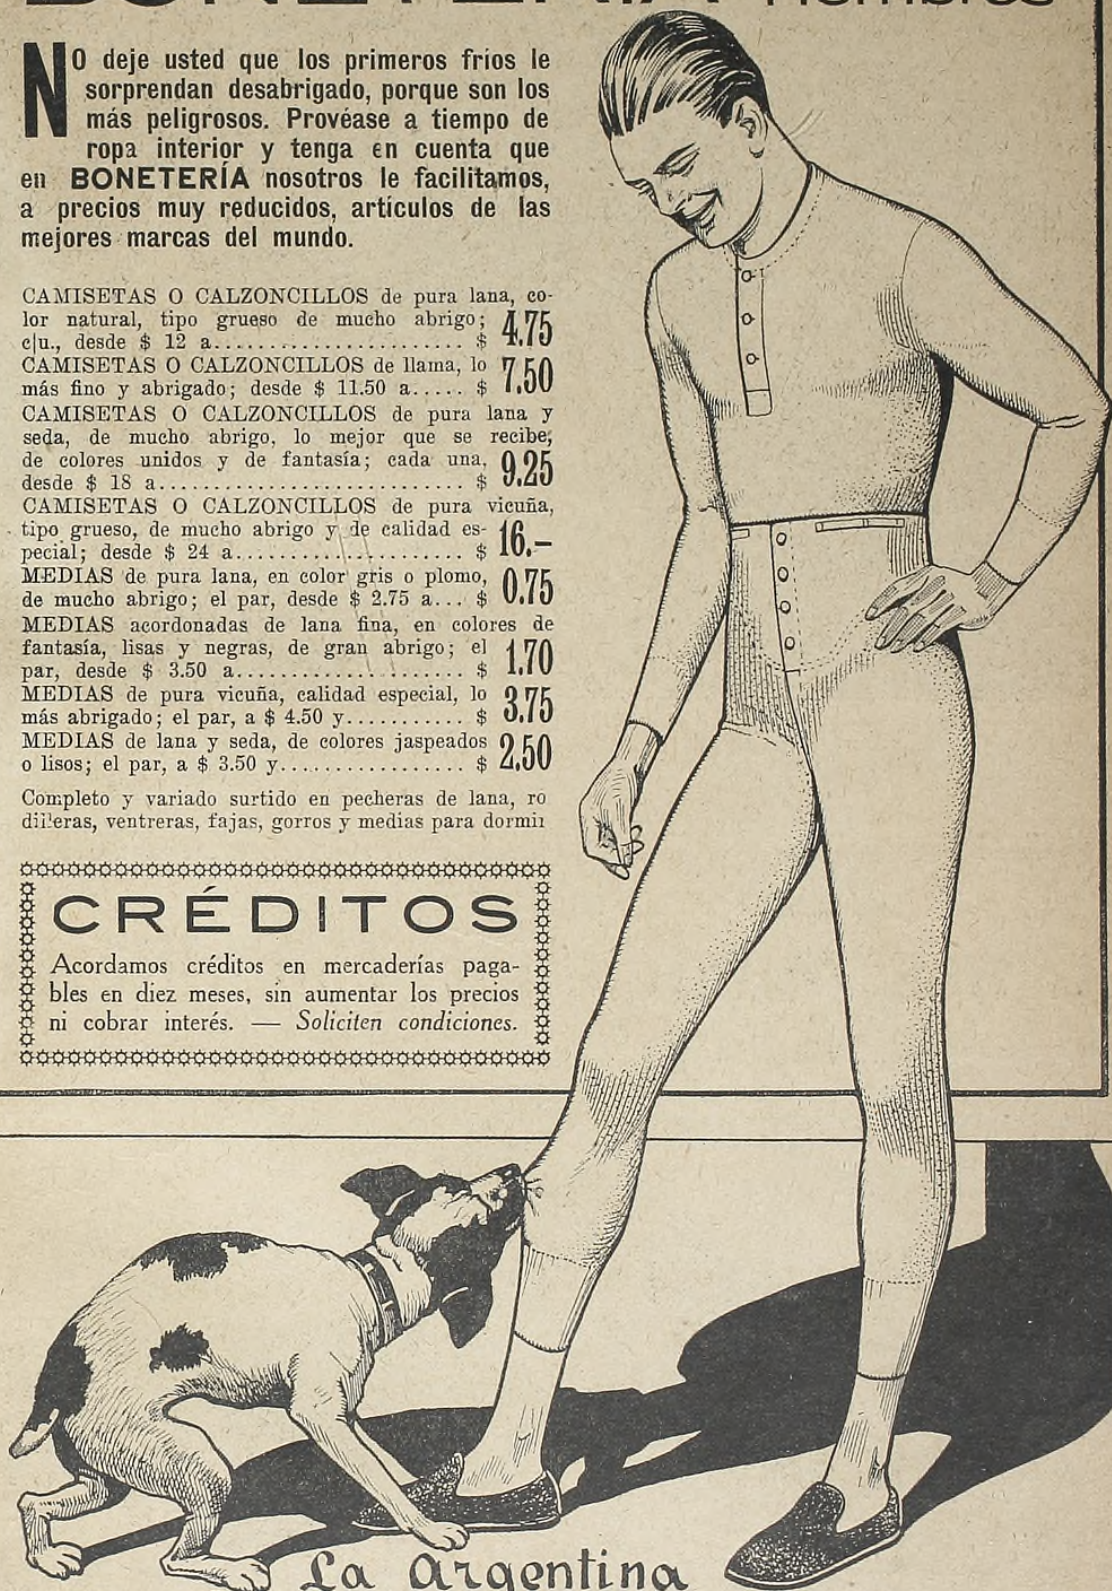 BONETERÍA Hombres
NO deje usted que los primeros fríos le
sorprendan desabrigado, porque son los
más peligrosos. Provéase a tiempo de
ropa interior y tenga en cuenta que
en BONETERÍA nosotros le facilitamos,
a precios muy reducidos, artículos de las
mejores marcas del mundo.
CAMISETAS O CALZONCILLOS de pura lana, co-
lor natural, tipo grueso de mucho abrigo;
c|u., desde $ 12 a...................... $ 4.75
CAMISETAS O CALZONCILLOS de llama, lo
más fino y abrigado; desde $ 11.50 a..... $ 7.50
CAMISETAS O CALZONCILLOS de pura lana y
seda, de mucho abrigo, lo mejor que se recibe;
de colores unidos y de fantasía; cada una,
desde $ 18 a............................ $ 9.25
CAMISETAS O CALZONCILLOS de pura vicuña,
tipo grueso, de mucho abrigo y de calidad es-
pecial; desde $ 24 a..................... $ 16.–
MEDIAS de pura lana, en color gris o plomo,
de mucho abrigo; el par, desde $ 2.75 a... $ 0.75
MEDIAS acordonadas de lana fina, en colores de
fantasía, lisas y negras, de gran abrigo; el
par, desde $ 3.50 a...................... $ 1.70
MEDIAS de pura vicuña, calidad especial, lo
más abrigado; el par, a $ 4.50 y........... $ 3.75
MEDIAS de lana y seda, de colores jaspeados
o lisos; el par, a $ 3.50 y................. $ 2.50
Completo y variado surtido en pecheras de lana, ro
dilleras, ventreras, fajas, gorros y medias para dormir
CRÉDITOS
Acordamos créditos en mercaderías paga-
bles en diez meses, sin aumentar los precios
ni cobrar interés. — Soliciten condiciones.
La Argentina